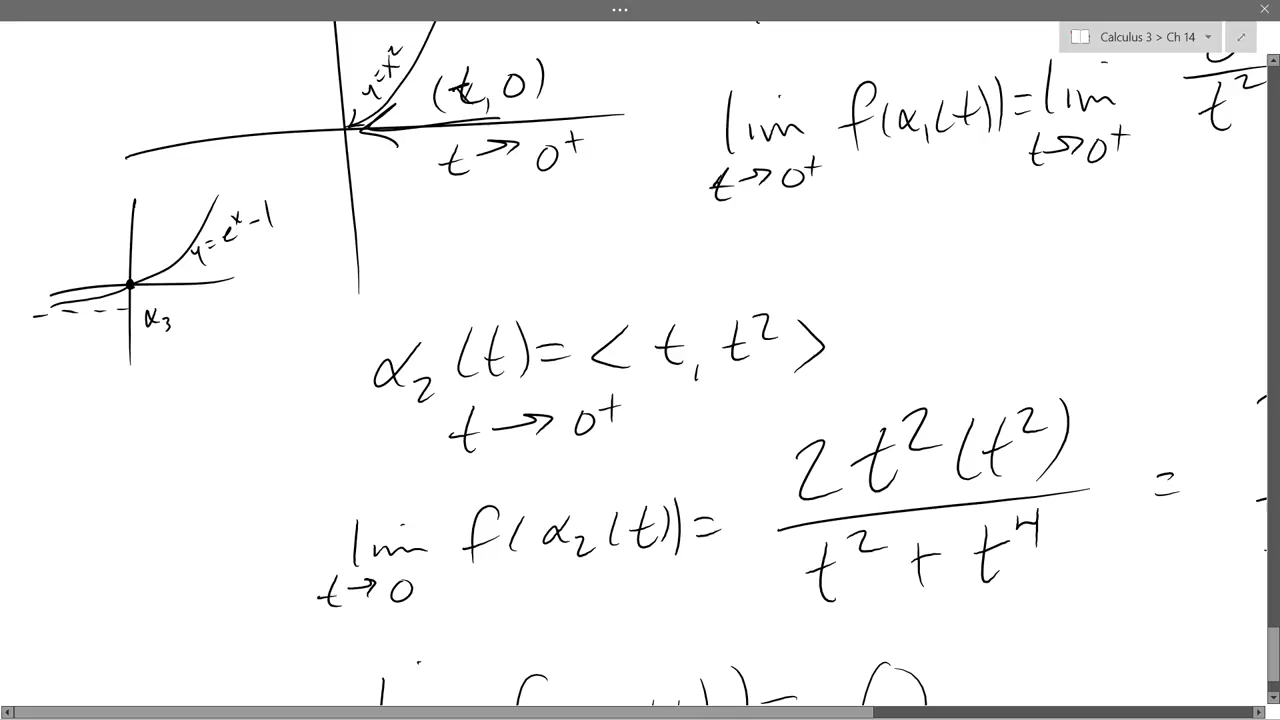 Calculus 3 > Ch 14
y=x²
(t, 0)
t → 0⁺
lim f(α₁(t)) = lim
t→0⁺ t→0⁺
t²
y=eˣ-1
α₃
α₂(t) = < t, t² >
t → 0⁺
lim f(α₂(t)) = 2t²(t²) / t² + t⁴ =
t→0